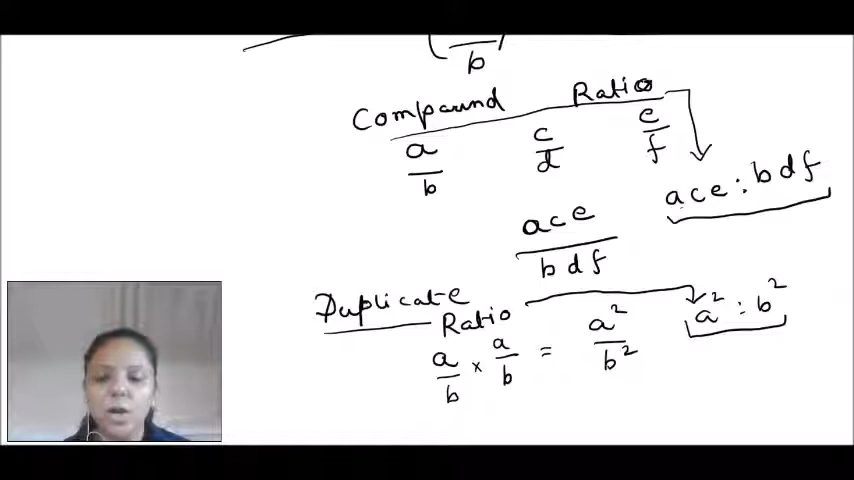 b
Compound Ratio
a/b c/d e/f
ace : bdf
ace/bdf
Duplicate
Ratio
a² : b²
a/b × a/b = a²/b²